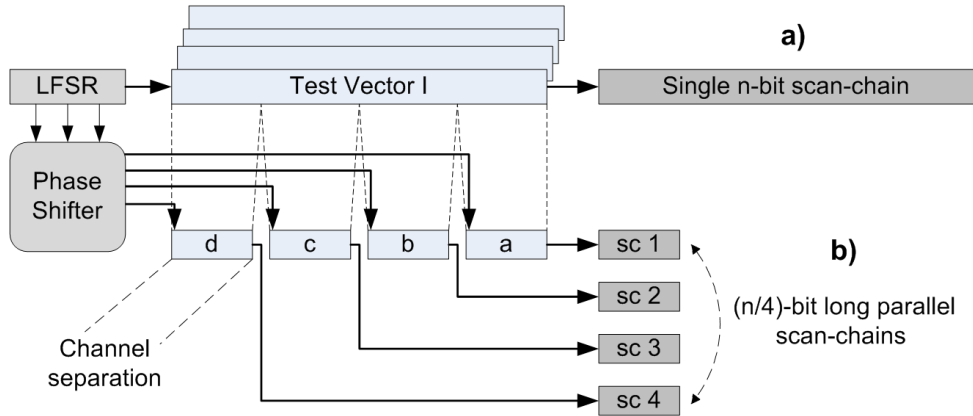 a)
LFSR
Test Vector I
Single n-bit scan-chain
Phase
Shifter
d
c
b
a
sc 1
b)
sc 2
(n/4)-bit long parallel
scan-chains
Channel
separation
sc 3
sc 4